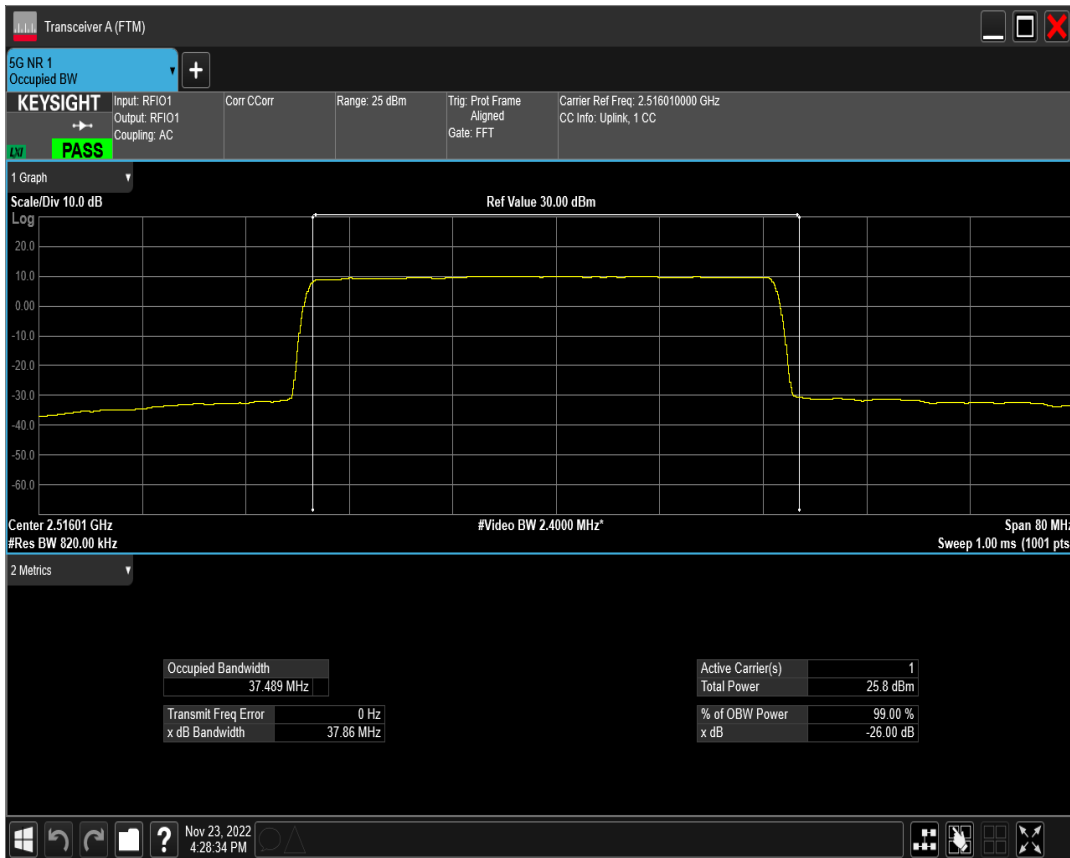 Transceiver A (FTM)
5G NR 1
Occupied BW
+
KEYSIGHT
LXI
PASS
Input: RFIO1
Output: RFIO1
Coupling: AC
Corr CCorr
Range: 25 dBm
Trig: Prot Frame
Aligned
Gate: FFT
Carrier Ref Freq: 2.516010000 GHz
CC Info: Uplink, 1 CC
1 Graph
Scale/Div 10.0 dB
Ref Value 30.00 dBm
Log
20.0
10.0
0.00
-10.0
-20.0
-30.0
-40.0
-50.0
-60.0
Center 2.51601 GHz
#Video BW 2.4000 MHz*
Span 80 MHz
#Res BW 820.00 kHz
Sweep 1.00 ms (1001 pts
2 Metrics
Occupied Bandwidth
37.489 MHz
Transmit Freq Error 0 Hz
x dB Bandwidth 37.86 MHz
Active Carrier(s) 1
Total Power 25.8 dBm
% of OBW Power 99.00 %
x dB -26.00 dB
?
Nov 23, 2022
4:28:34 PM